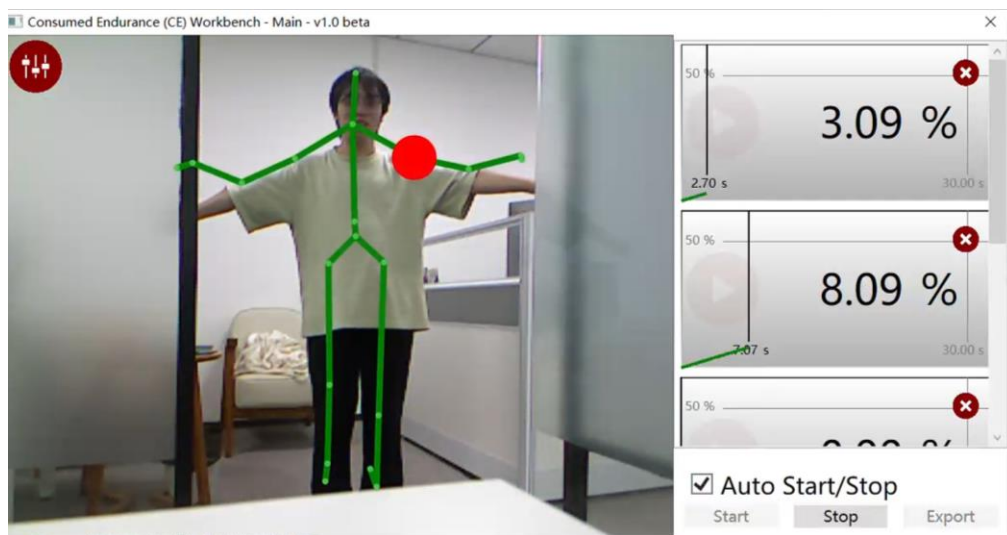 Consumed Endurance (CE) Workbench - Main - v1.0 beta
50 %
3.09 %
2.70 s
30.00 s
50 %
8.09 %
7.07 s
30.00 s
50 %
Auto Start/Stop
Start
Stop
Export